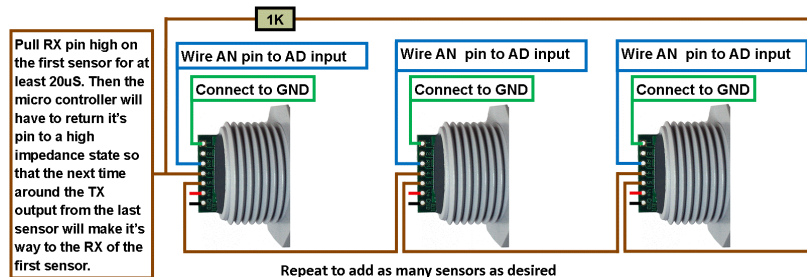 1K
Pull RX pin high on
the first sensor for at
least 20uS. Then the
micro controller will
have to return it's
pin to a high
impedance state so
that the next time
around the TX
output from the last
sensor will make it's
way to the RX of the
first sensor.
Wire AN pin to AD input
Connect to GND
Wire AN pin to AD input
Connect to GND
Wire AN pin to AD input
Connect to GND
Repeat to add as many sensors as desired